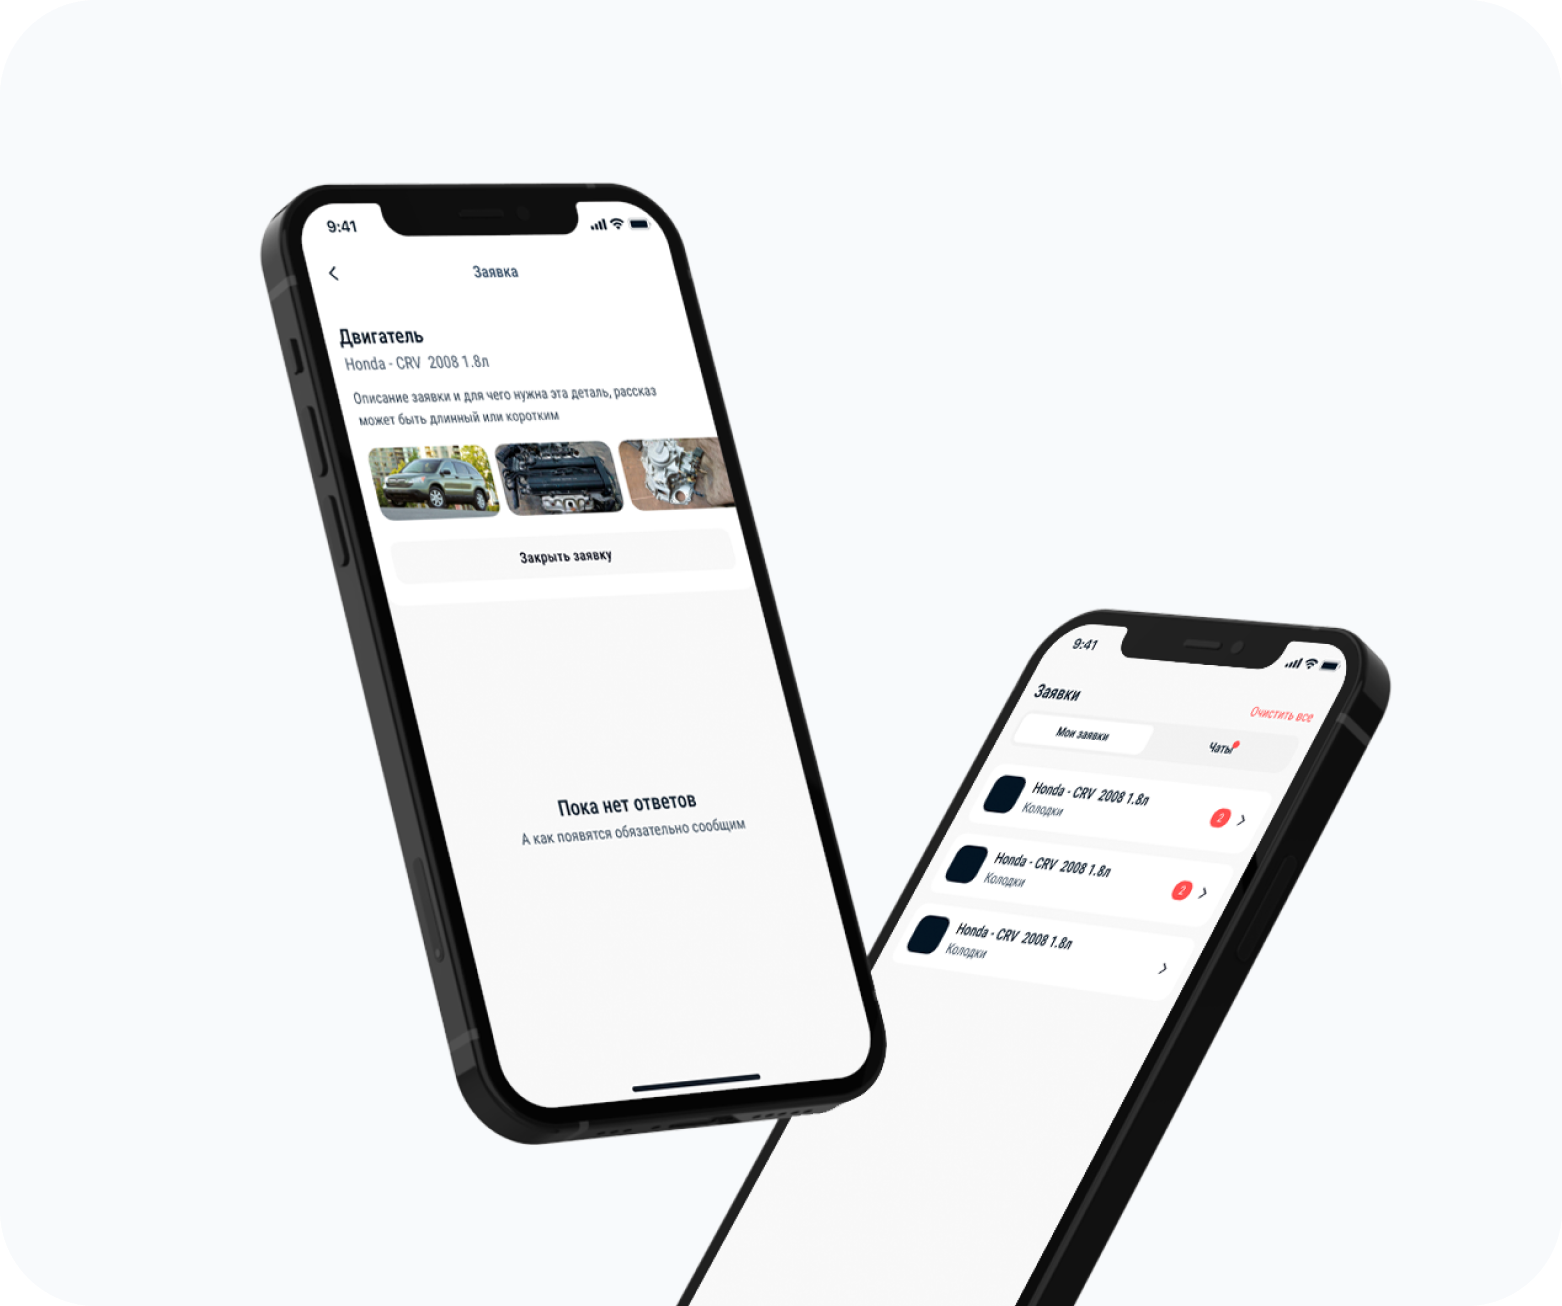 9:41
Заявка
Двигатель
Honda - CRV 2008 1.8л
Описание заявки и для чего нужна эта деталь, рассказ
может быть длинный или коротким
Закрыть заявку
Пока нет ответов
А как появятся обязательно сообщим
9:41
Заявки
Очистить все
Мои заявки
Чаты
Honda - CRV 2008 1.8л
Колодки
2
Honda - CRV 2008 1.8л
Колодки
2
Honda - CRV 2008 1.8л
Колодки